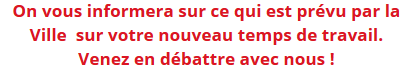 On vous informera sur ce qui est prévu par la
Ville  sur votre nouveau temps de travail.
Venez en débattre avec nous !